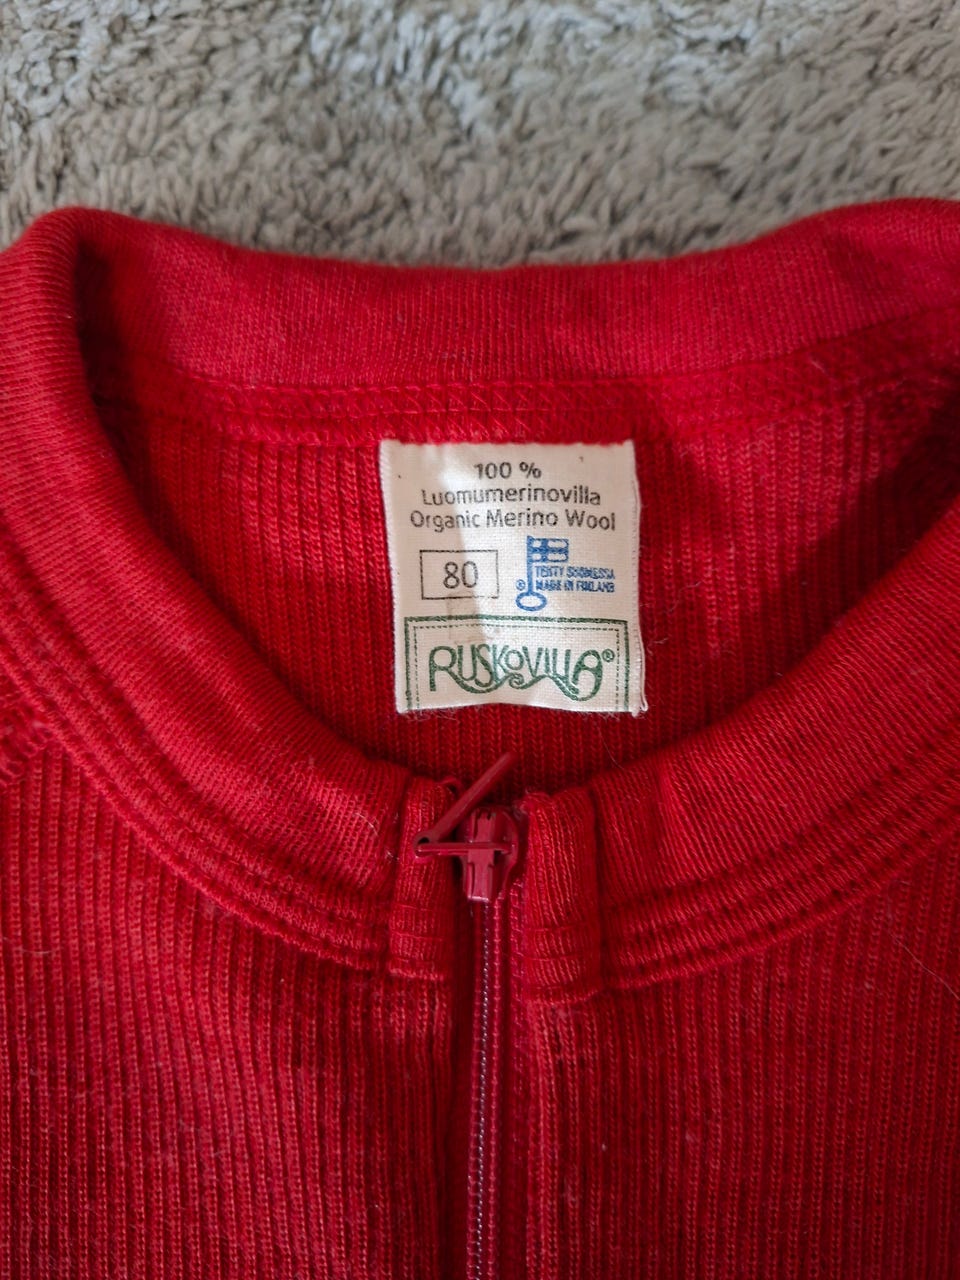 100 %
Luomumerinovilla
Organic Merino Wool
80
TEHTY SUOMESSA
© MADE IN FINLAND
RUSKOVILLA®